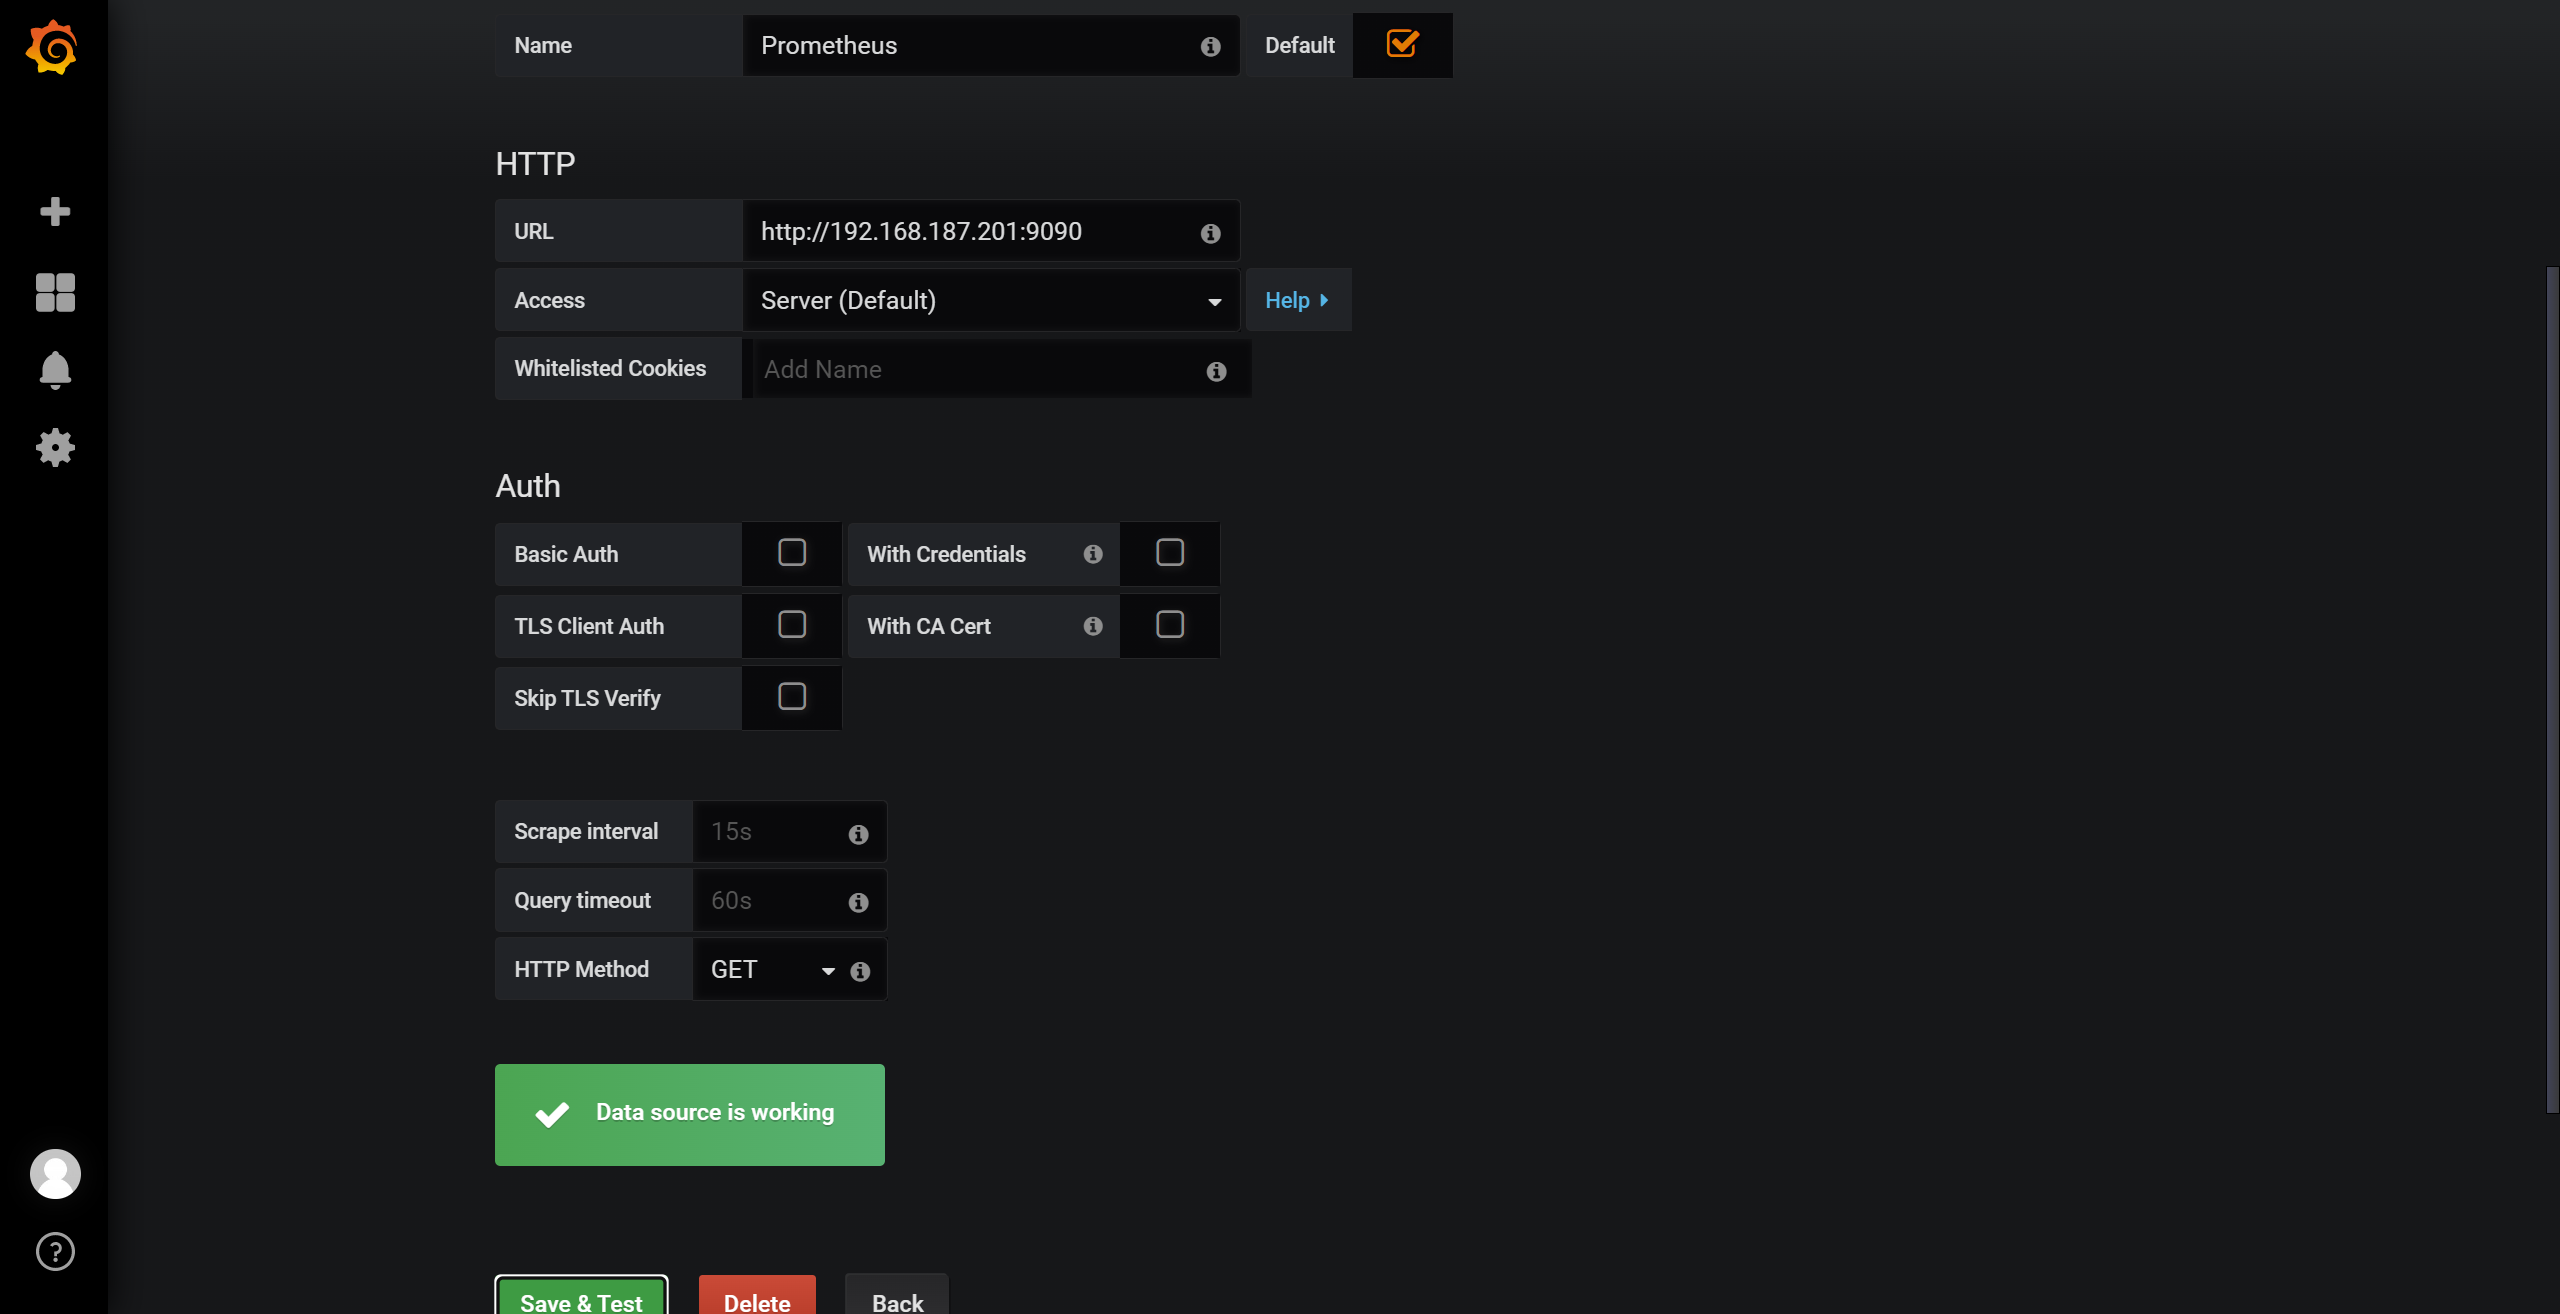 Name Prometheus Default
HTTP
URL http://192.168.187.201:9090
Access Server (Default) Help
Whitelisted Cookies Add Name
Auth
Basic Auth With Credentials
TLS Client Auth With CA Cert
Skip TLS Verify
Scrape interval 15s
Query timeout 60s
HTTP Method GET
Data source is working
Save & Test Delete Back